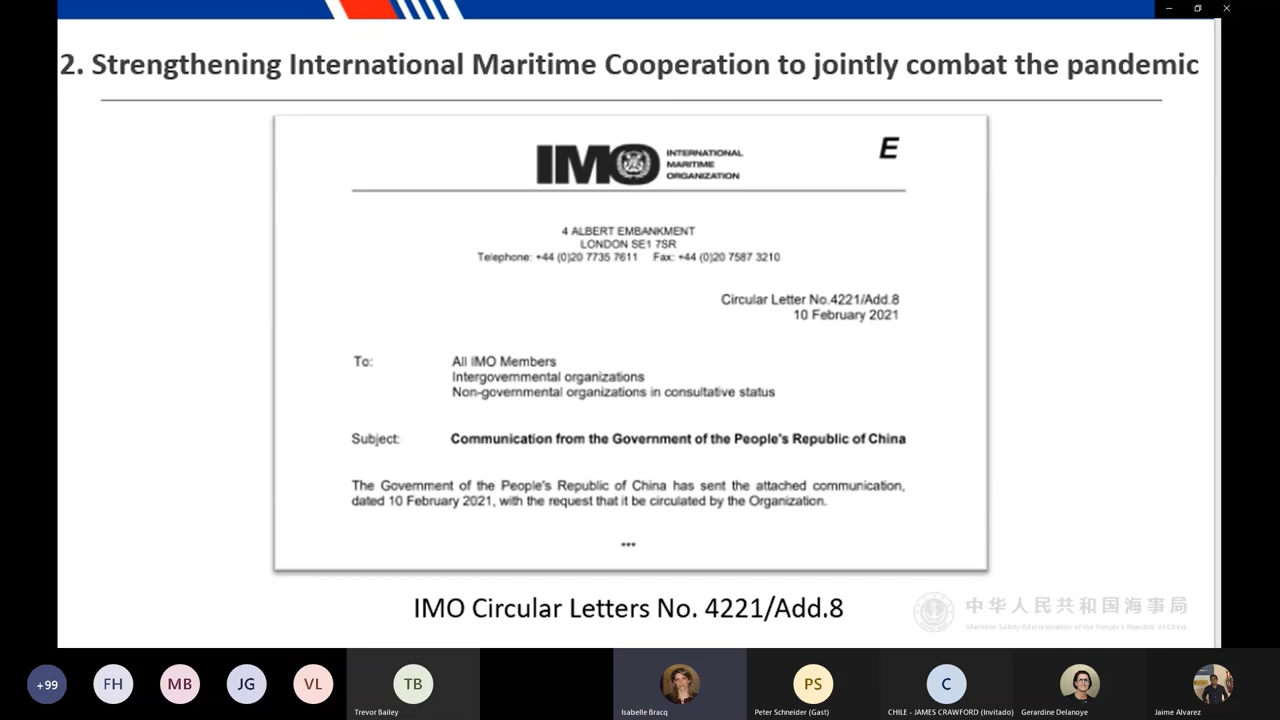 2. Strengthening International Maritime Cooperation to jointly combat the pandemic
IMO
INTERNATIONAL
MARITIME
ORGANIZATION
E
4 ALBERT EMBANKMENT
LONDON SE1 7SR
Telephone: +44 (0)20 7735 7611 Fax: +44 (0)20 7587 3210
Circular Letter No.4221/Add.8
10 February 2021
To:
All IMO Members
Intergovernmental organizations
Non-governmental organizations in consultative status
Subject: Communication from the Government of the People's Republic of China
The Government of the People's Republic of China has sent the attached communication,
dated 10 February 2021, with the request that it be circulated by the Organization.
***
IMO Circular Letters No. 4221/Add.8
中华人民共和国海事局
Maritime Safety Administration of the People's Republic of China
+99
FH
MB
JG
VL
TB
PS
C
Trevor Bailey
Isabelle Bracq
Peter Schneider (Gast)
CHILE - JAMES CRAWFORD (Invitado)
Gerardine Delanoye
Jaime Alvarez